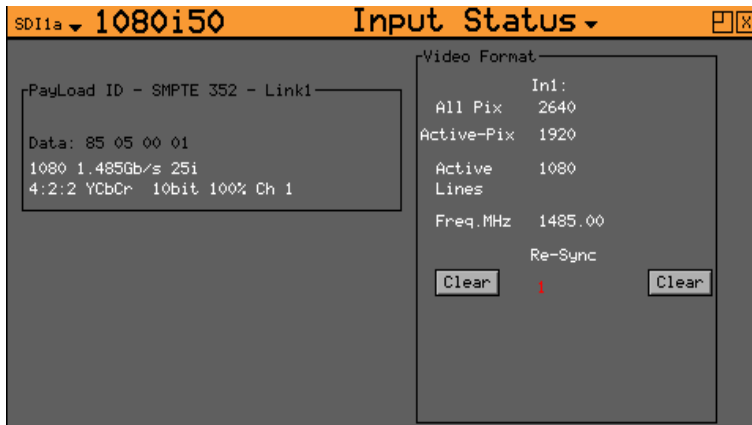 SDI1a 1080i50 Input Status
PayLoad ID - SMPTE 352 - Link1
Data: 85 05 00 01
1080 1.485Gb/s 25i
4:2:2 YCbCr 10bit 100% Ch 1
Video Format
In1:
All Pix 2640
Active-Pix 1920
Active 1080
Lines
Freq.MHz 1485.00
Re-Sync
Clear 1 Clear